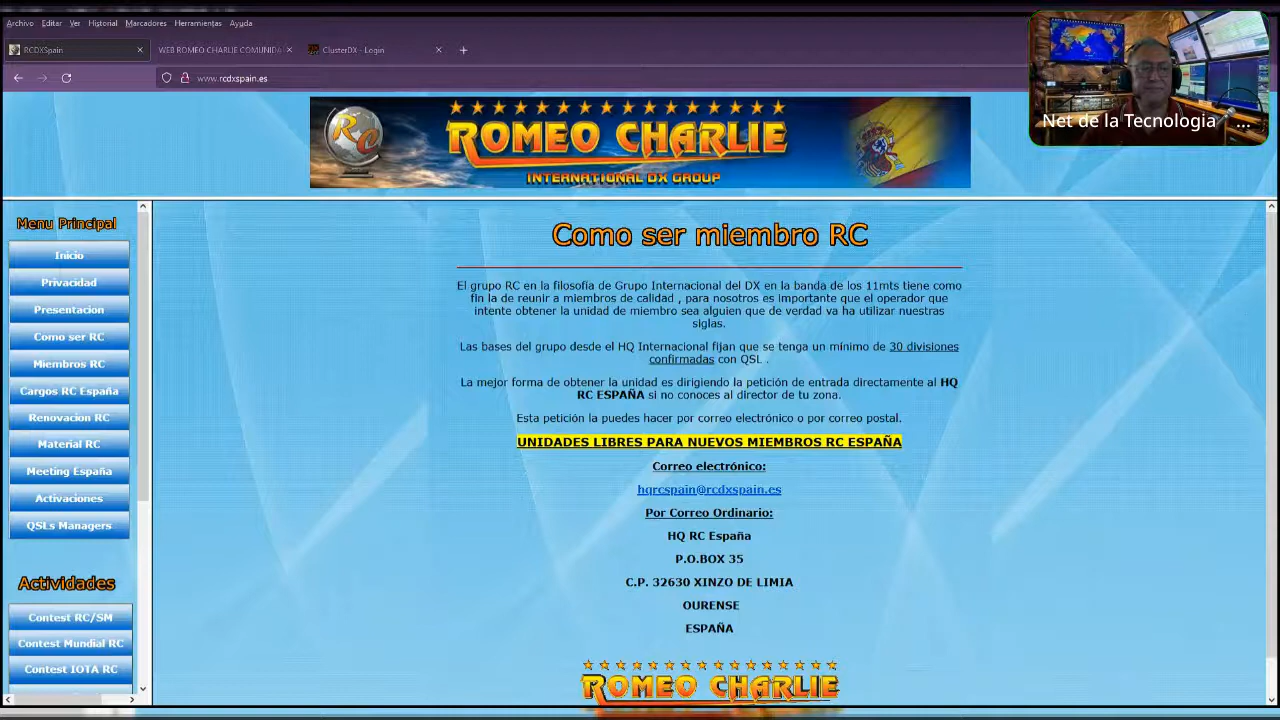 Archivo Editar Ver Historial Marcadores Herramientas Ayuda
RCDXSpain
WEB ROMEO CHARLIE COMUNIDA
ClusterDX - Login
www.rcdxspain.es
Net de la Tecnologia ...
RC
ROMEO CHARLIE
INTERNATIONAL DX GROUP
Menu Principal
Inicio
Privacidad
Presentacion
Como ser RC
Miembros RC
Cargos RC España
Renovacion RC
Material RC
Meeting España
Activaciones
QSLs Managers
Actividades
Contest RC/SM
Contest Mundial RC
Contest IOTA RC
Como ser miembro RC
El grupo RC en la filosofía de Grupo Internacional del DX en la banda de los 11mts tiene como
fin la de reunir a miembros de calidad , para nosotros es importante que el operador que
intente obtener la unidad de miembro sea alguien que de verdad va ha utilizar nuestras
siglas.
Las bases del grupo desde el HQ Internacional fijan que se tenga un mínimo de 30 divisiones
confirmadas con QSL .
La mejor forma de obtener la unidad es dirigiendo la petición de entrada directamente al HQ
RC ESPAÑA si no conoces al director de tu zona.
Esta petición la puedes hacer por correo electrónico o por correo postal.
UNIDADES LIBRES PARA NUEVOS MIEMBROS RC ESPAÑA
Correo electrónico:
hqrcspain@rcdxspain.es
Por Correo Ordinario:
HQ RC España
P.O.BOX 35
C.P. 32630 XINZO DE LIMIA
OURENSE
ESPAÑA
ROMEO CHARLIE